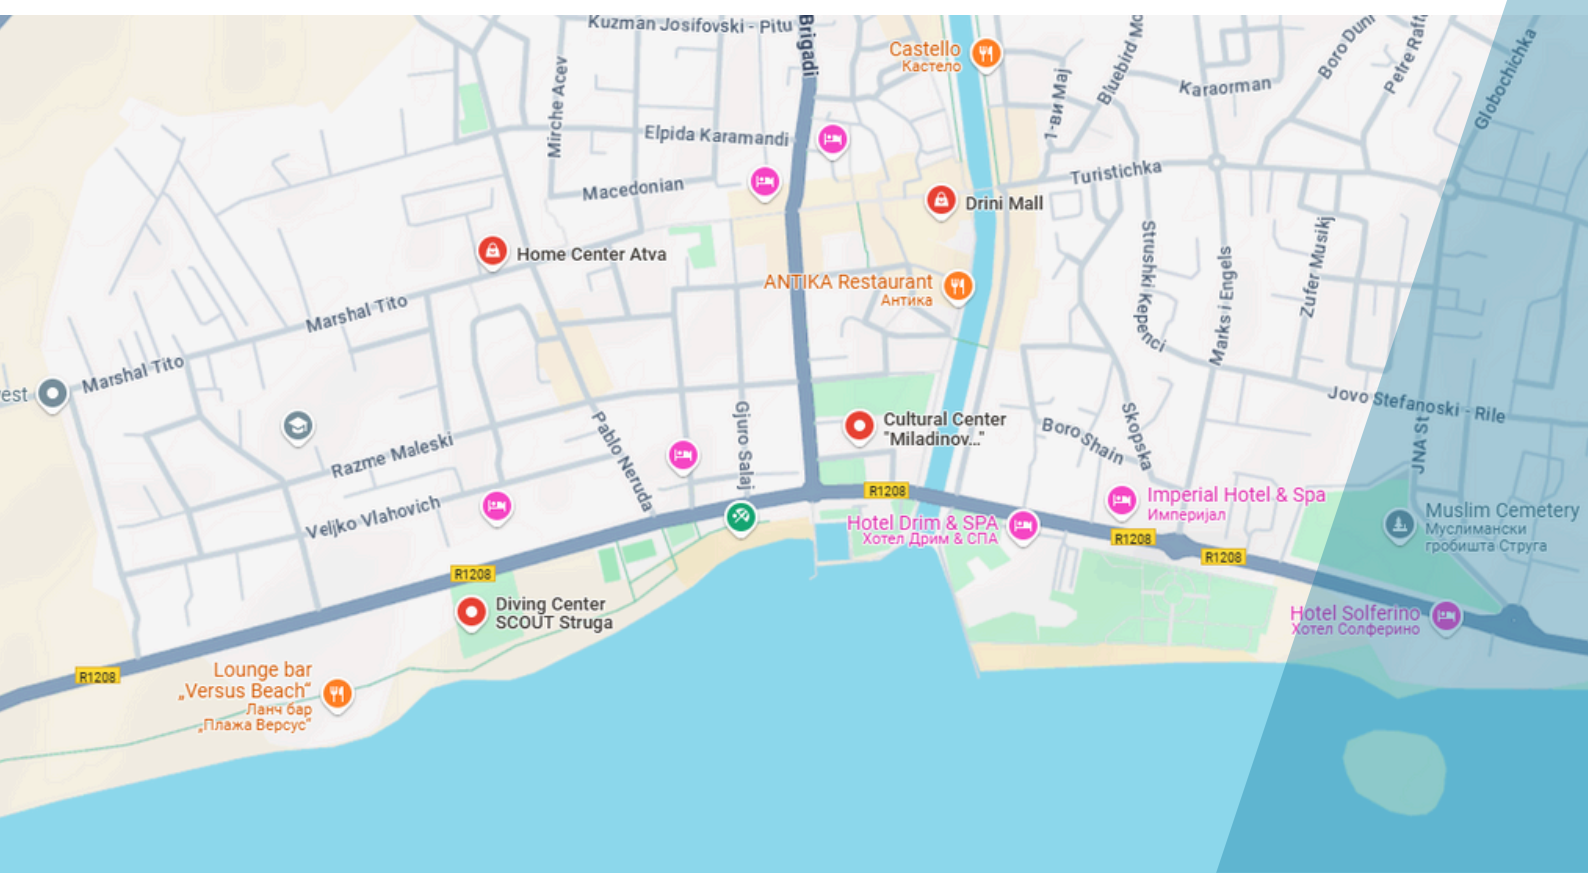 Kuzman Josifovski - Pitu
Brigadi
Castello
Кастело
Mirche Acev
1-ви Мај
Karaorman
Boro Duni
Globochichka
Elpida Karamandi
Macedonian
Turistichka
Drini Mall
Home Center Atva
Strushki Kepenci
Marks i Engels
Zufer Musikj
ANTIKA Restaurant
Антика
Marshal Tito
Marshal Tito
Jovo Stefanoski - Rile
Gjuro Salaj
Pablo Neruda
Cultural Center
"Miladinov..."
Boro Shain
Skopska
JNA St
Razme Maleski
Veljko Vlahovich
R1208
Imperial Hotel & Spa
Империјал
Hotel Drim & SPA
Хотел Дрим & СПА
R1208
R1208
Muslim Cemetery
Муслимански
гробишта Струга
R1208
Diving Center
SCOUT Struga
Hotel Solferino
Хотел Солферино
R1208
Lounge bar
„Versus Beach“
Ланч бар
„Плажа Версус“